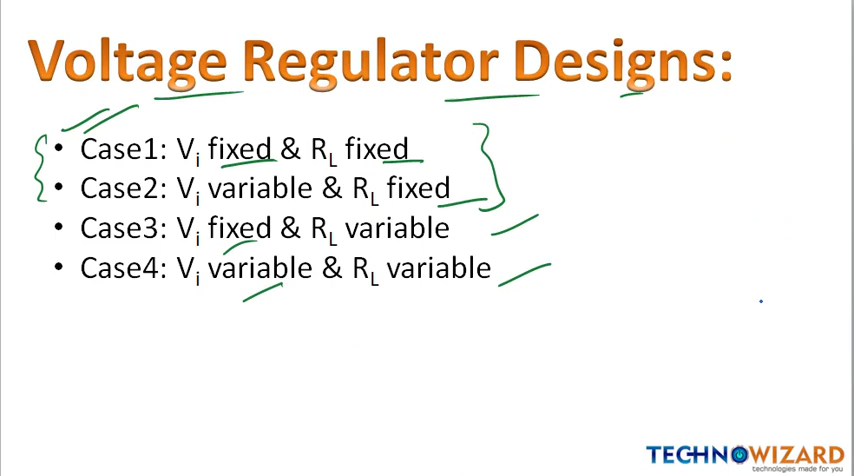 Voltage Regulator Designs:
• Case1: Vi fixed & RL fixed
• Case2: Vi variable & RL fixed
• Case3: Vi fixed & RL variable
• Case4: Vi variable & RL variable
TECHNOWIZARD
technologies made for you